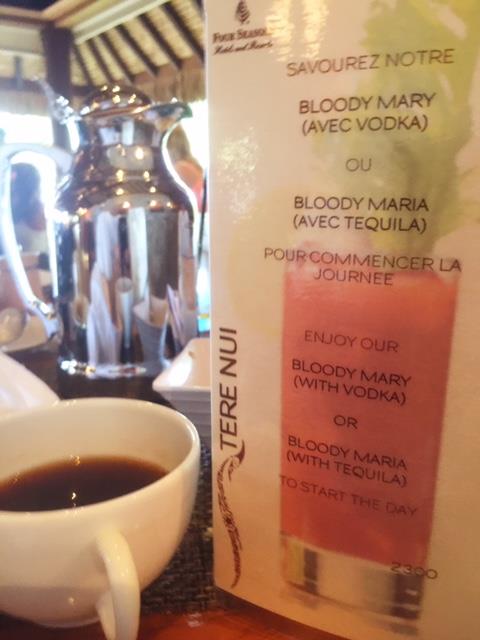 FOUR SEASONS
Hotels and Resorts
SAVOUREZ NOTRE
BLOODY MARY
(AVEC VODKA)
OU
BLOODY MARIA
(AVEC TEQUILA)
POUR COMMENCER LA
JOURNEE
ENJOY OUR
BLOODY MARY
(WITH VODKA)
OR
BLOODY MARIA
(WITH TEQUILA)
TO START THE DAY
2300
TERE NUI